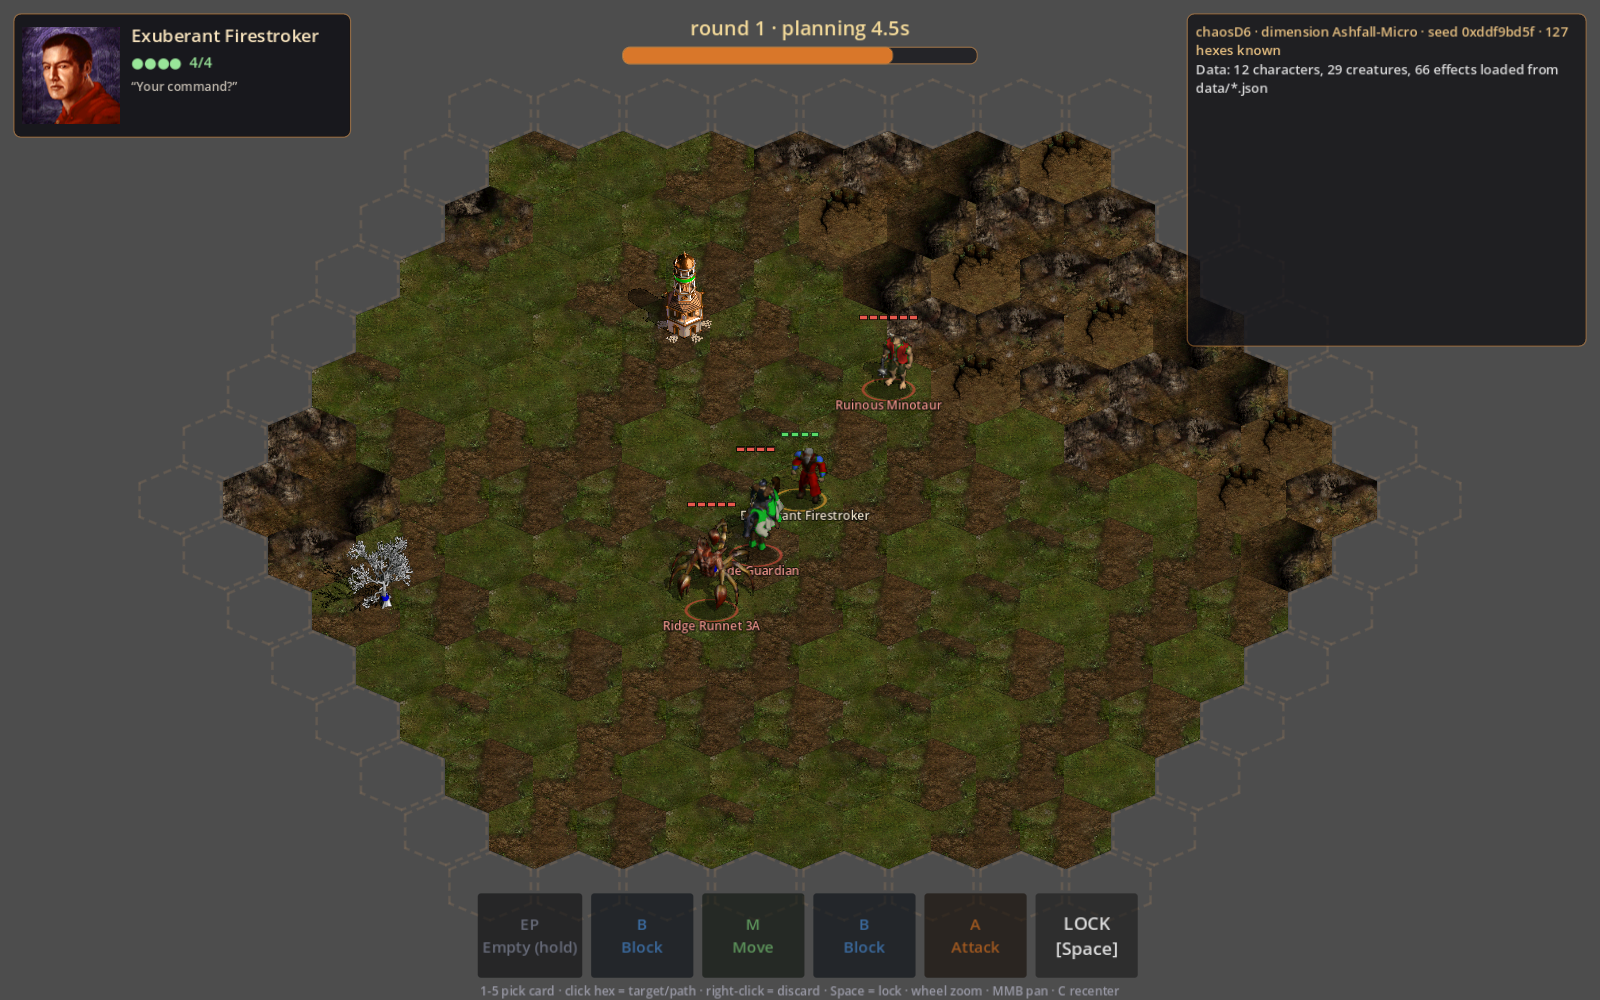 Exuberant Firestroker
4/4
“Your command?”
round 1 · planning 4.5s
chaosD6 · dimension Ashfall-Micro · seed 0xddf9bd5f · 127
hexes known
Data: 12 characters, 29 creatures, 66 effects loaded from
data/*.json
Ruinous Minotaur
E ant Firestroker
de Guardian
Ridge Runnet 3A
EP
Empty (hold)
B
Block
M
Move
B
Block
A
Attack
LOCK
[Space]
1-5 pick card · click hex = target/path · right-click = discard · Space = lock · wheel zoom · MMB pan · C recenter